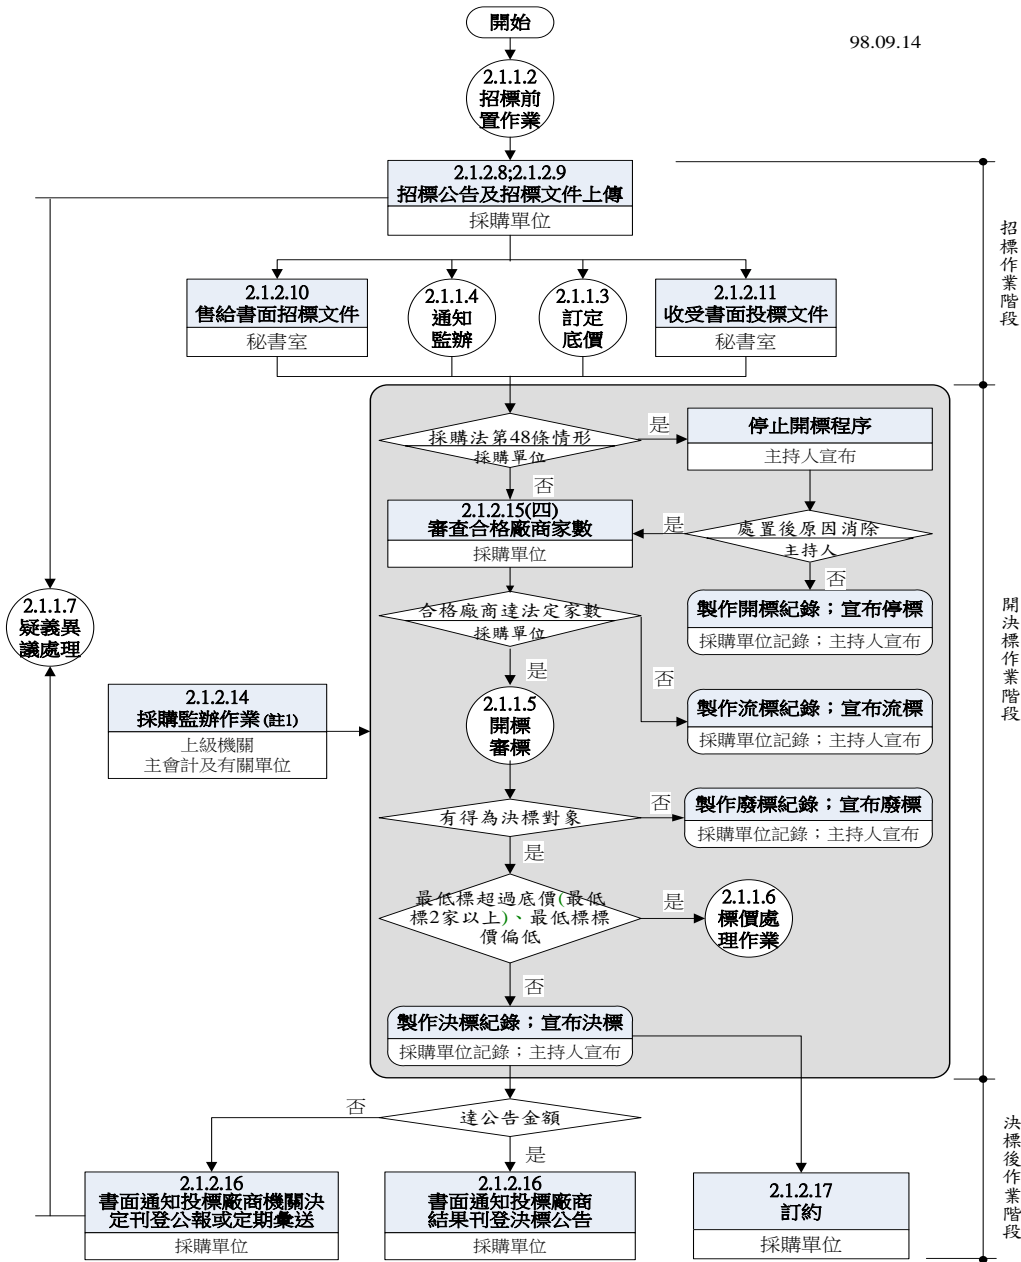 開始
98.09.14
2.1.1.2
招標前
置作業
2.1.2.8;2.1.2.9
招標公告及招標文件上傳
採購單位
招標作業階段
2.1.2.10
售給書面招標文件
秘書室
2.1.1.4
通知
監辦
2.1.1.3
訂定
底價
2.1.2.11
收受書面投標文件
秘書室
採購法第48條情形
採購單位
是
停止開標程序
主持人宣布
否
2.1.2.15(四)
審查合格廠商家數
採購單位
是
處置後原因消除
主持人
否
製作開標紀錄；宣布停標
採購單位記錄；主持人宣布
2.1.1.7
疑義異
議處理
合格廠商達法定家數
採購單位
開決標作業階段
是
否
2.1.2.14
採購監辦作業(註1)
上級機關
主會計及有關單位
2.1.1.5
開標
審標
製作流標紀錄；宣布流標
採購單位記錄；主持人宣布
有得為決標對象
否
製作廢標紀錄；宣布廢標
採購單位記錄；主持人宣布
是
最低標超過底價(最低
標2家以上)、最低標標
價偏低
是
2.1.1.6
標價處
理作業
否
製作決標紀錄；宣布決標
採購單位記錄；主持人宣布
達公告金額
否
是
決標後作業階段
2.1.2.16
書面通知投標廠商機關決
定刊登公報或定期彙送
採購單位
2.1.2.16
書面通知投標廠商
結果刊登決標公告
採購單位
2.1.2.17
訂約
採購單位